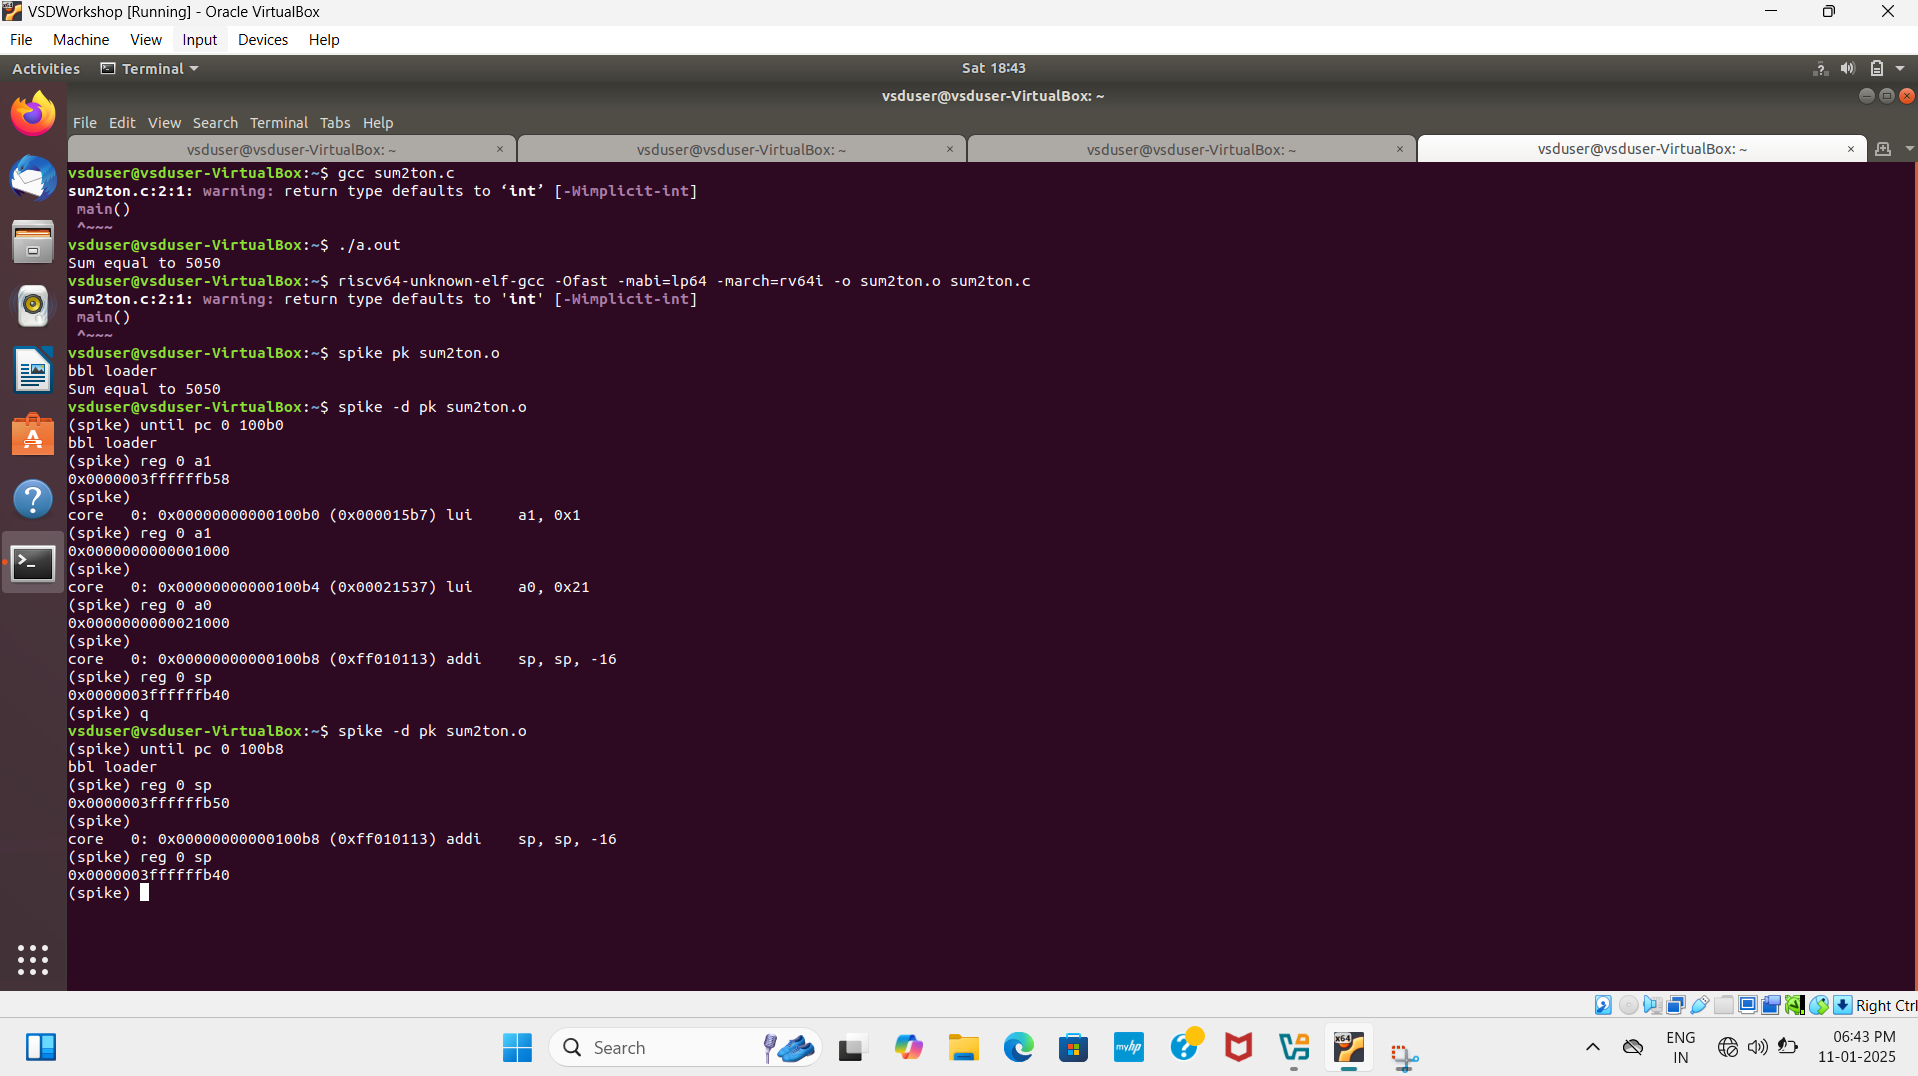 VSDWorkshop [Running] - Oracle VirtualBox
File Machine View Input Devices Help
Activities Terminal Sat 18:43
vsduser@vsduser-VirtualBox: ~
File Edit View Search Terminal Tabs Help
vsduser@vsduser-VirtualBox: ~ × vsduser@vsduser-VirtualBox: ~ × vsduser@vsduser-VirtualBox: ~ × vsduser@vsduser-VirtualBox: ~ ×
vsduser@vsduser-VirtualBox:~$ gcc sum2ton.c
sum2ton.c:2:1: warning: return type defaults to ‘int’ [-Wimplicit-int]
main()
^~~~
vsduser@vsduser-VirtualBox:~$ ./a.out
Sum equal to 5050
vsduser@vsduser-VirtualBox:~$ riscv64-unknown-elf-gcc -Ofast -mabi=lp64 -march=rv64i -o sum2ton.o sum2ton.c
sum2ton.c:2:1: warning: return type defaults to 'int' [-Wimplicit-int]
main()
^~~~
vsduser@vsduser-VirtualBox:~$ spike pk sum2ton.o
bbl loader
Sum equal to 5050
vsduser@vsduser-VirtualBox:~$ spike -d pk sum2ton.o
(spike) until pc 0 100b0
bbl loader
(spike) reg 0 a1
0x0000003ffffffb58
(spike)
core   0: 0x00000000000100b0 (0x000015b7) lui     a1, 0x1
(spike) reg 0 a1
0x0000000000001000
(spike)
core   0: 0x00000000000100b4 (0x00021537) lui     a0, 0x21
(spike) reg 0 a0
0x0000000000021000
(spike)
core   0: 0x00000000000100b8 (0xff010113) addi    sp, sp, -16
(spike) reg 0 sp
0x0000003ffffffb40
(spike) q
vsduser@vsduser-VirtualBox:~$ spike -d pk sum2ton.o
(spike) until pc 0 100b8
bbl loader
(spike) reg 0 sp
0x0000003ffffffb50
(spike)
core   0: 0x00000000000100b8 (0xff010113) addi    sp, sp, -16
(spike) reg 0 sp
0x0000003ffffffb40
(spike)
Right Ctrl
Search
myhp
x64
ENG
IN
06:43 PM
11-01-2025